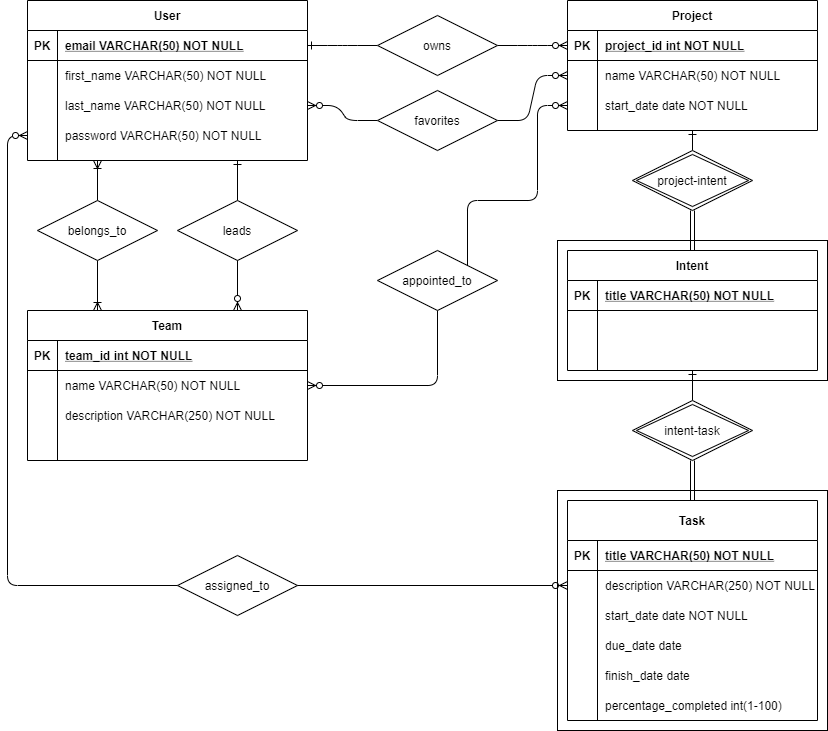 User
PK email VARCHAR(50) NOT NULL
first_name VARCHAR(50) NOT NULL
last_name VARCHAR(50) NOT NULL
password VARCHAR(50) NOT NULL
owns
favorites
Project
PK project_id int NOT NULL
name VARCHAR(50) NOT NULL
start_date date NOT NULL
project-intent
belongs_to
leads
appointed_to
Intent
PK title VARCHAR(50) NOT NULL
Team
PK team_id int NOT NULL
name VARCHAR(50) NOT NULL
description VARCHAR(250) NOT NULL
intent-task
Task
PK title VARCHAR(50) NOT NULL
description VARCHAR(250) NOT NULL
start_date date NOT NULL
due_date date
finish_date date
percentage_completed int(1-100)
assigned_to